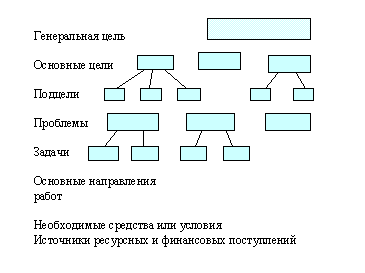 Генеральная цель
Основные цели
Подцели
Проблемы
Задачи
Основные направления
работ
Необходимые средства или условия
Источники ресурсных и финансовых поступлений